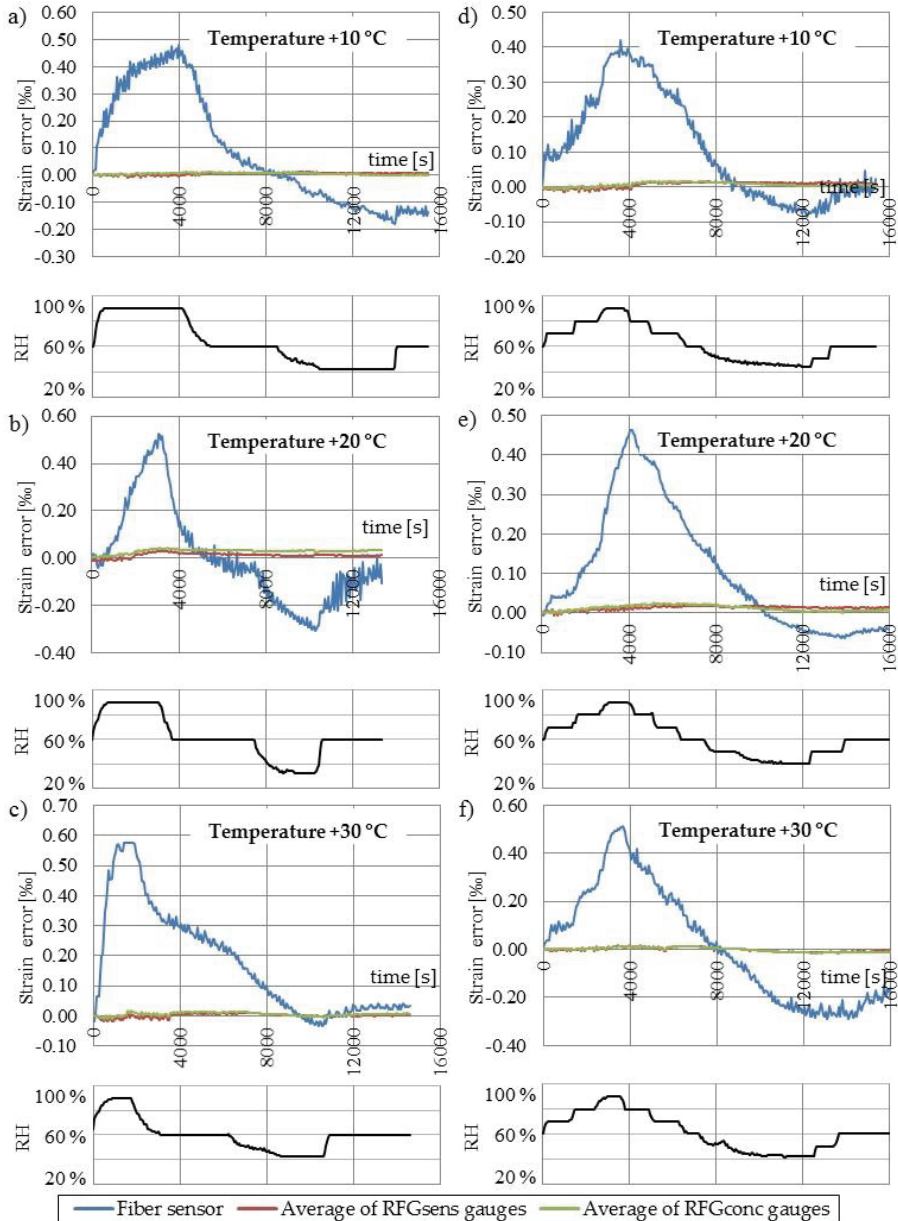 a)
Temperature +10 °C
Strain error [‰]
0.60
0.50
0.40
0.30
0.20
0.10
0.00
-0.10
-0.20
-0.30
time [s]
0
4000
8000
12000
16000
RH
100 %
60 %
20 %
b)
Temperature +20 °C
Strain error [‰]
0.60
0.40
0.20
0.00
-0.20
-0.40
time [s]
0
4000
8000
12000
16000
RH
100 %
60 %
20 %
c)
Temperature +30 °C
Strain error [‰]
0.70
0.60
0.50
0.40
0.30
0.20
0.10
0.00
-0.10
time [s]
0
4000
8000
12000
16000
RH
100 %
60 %
20 %
d)
Temperature +10 °C
Strain error [‰]
0.50
0.40
0.30
0.20
0.10
0.00
-0.10
-0.20
time [s]
0
4000
8000
12000
16000
RH
100 %
60 %
20 %
e)
Temperature +20 °C
Strain error [‰]
0.50
0.40
0.30
0.20
0.10
0.00
-0.10
time [s]
0
4000
8000
12000
16000
RH
100 %
60 %
20 %
f)
Temperature +30 °C
Strain error [‰]
0.60
0.40
0.20
0.00
-0.20
-0.40
time [s]
0
4000
8000
12000
16000
RH
100 %
60 %
20 %
Fiber sensor
Average of RFGsens gauges
Average of RFGconc gauges